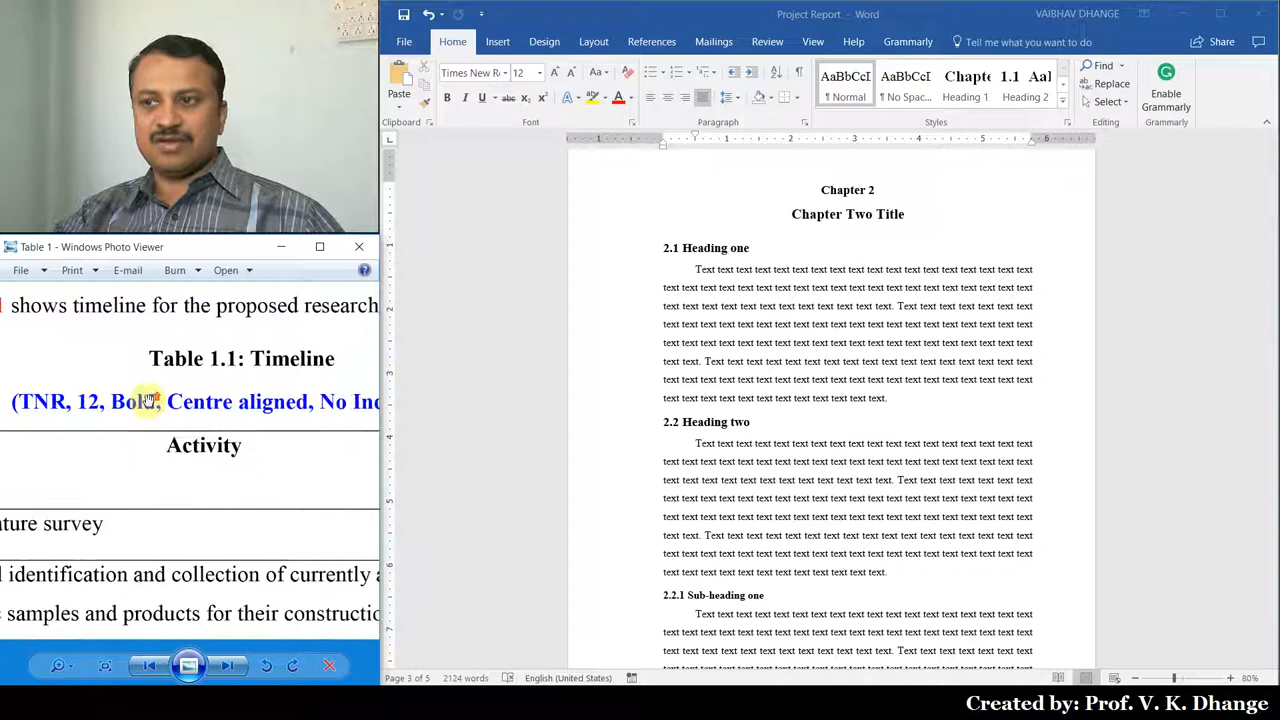 Project Report - Word
VAIBHAV DHANGE
File
Home
Insert
Design
Layout
References
Mailings
Review
View
Help
Grammarly
Tell me what you want to do
Share
Paste
Clipboard
Times New R
12
Font
Paragraph
AaBbCcI
¶ Normal
AaBbCcI
¶ No Spac...
Chapte
Heading 1
1.1 Aal
Heading 2
Styles
Find
Replace
Select
Editing
Enable
Grammarly
Grammarly
Table 1 - Windows Photo Viewer
File
Print
E-mail
Burn
Open
shows timeline for the proposed research
Table 1.1: Timeline
(TNR, 12, Bold, Centre aligned, No Ind
Activity
ature survey
l identification and collection of currently a
s samples and products for their constructio
Chapter 2
Chapter Two Title
2.1 Heading one
Text text text text text text text text text text text text text text text text text text text
text text text text text text text text text text text text text text text text text text text text
text text text text text text text text text text text text. Text text text text text text text
text text text text text text text text text text text text text text text text text text text text
text text text text text text text text text text text text text text text text text text text text
text text. Text text text text text text text text text text text text text text text text text text
text text text text text text text text text text text text text text text text text text text text
text text text text text text text text text text text text.
2.2 Heading two
Text text text text text text text text text text text text text text text text text text text
text text text text text text text text text text text text text text text text text text text text
text text text text text text text text text text text text. Text text text text text text text
text text text text text text text text text text text text text text text text text text text text
text text text text text text text text text text text text text text text text text text text text
text text. Text text text text text text text text text text text text text text text text text text
text text text text text text text text text text text text text text text text text text text text
text text text text text text text text text text text text.
2.2.1 Sub-heading one
Text text text text text text text text text text text text text text text text text text text
text text text text text text text text text text text text text text text text text text text text
text text text text text text text text text text text text. Text text text text text text text
Page 3 of 5
2124 words
English (United States)
80%
Created by: Prof. V. K. Dhange